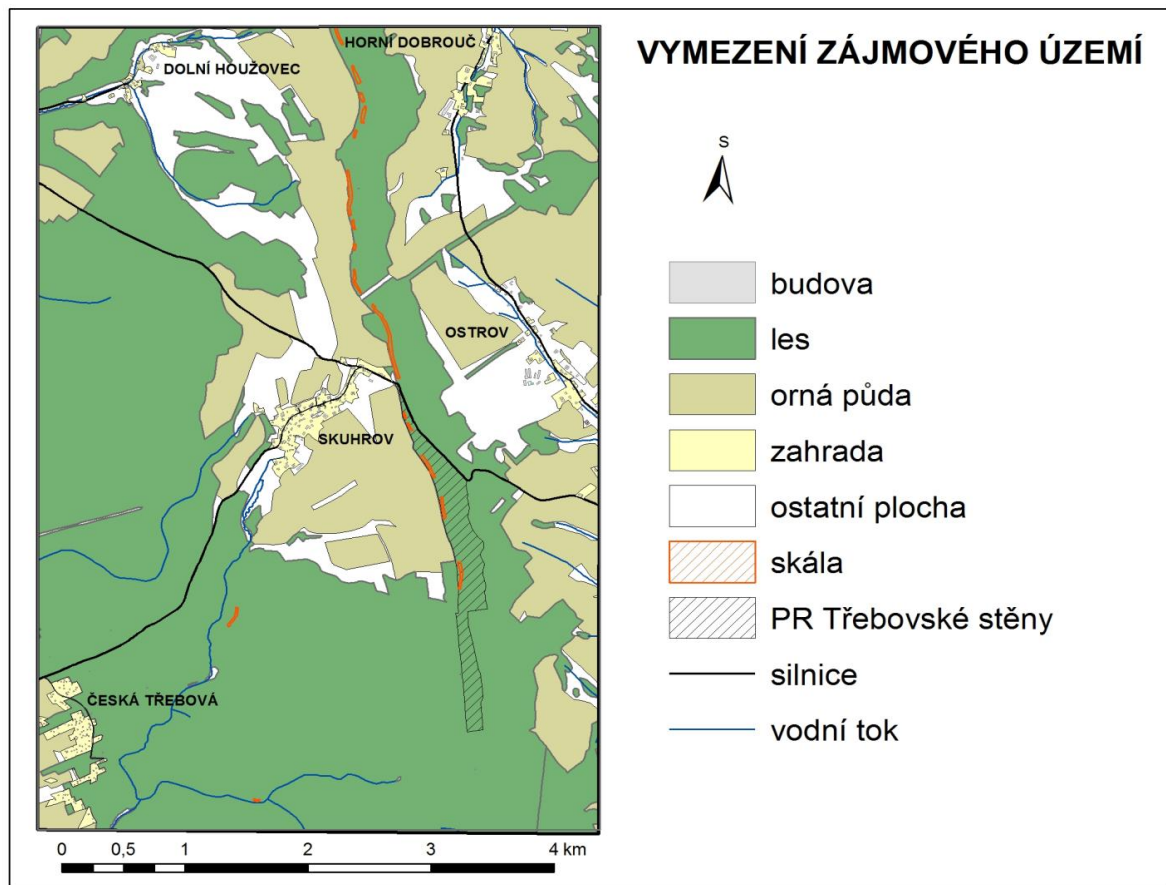 VYMEZENÍ ZÁJMOVÉHO ÚZEMÍ
HORNÍ DOBROUČ
DOLNÍ HOUŽOVEC
OSTROV
SKUHROV
ČESKÁ TŘEBOVÁ
S
budova
les
orná půda
zahrada
ostatní plocha
skála
PR Třebovské stěny
silnice
vodní tok
0 0,5 1 2 3 4 km